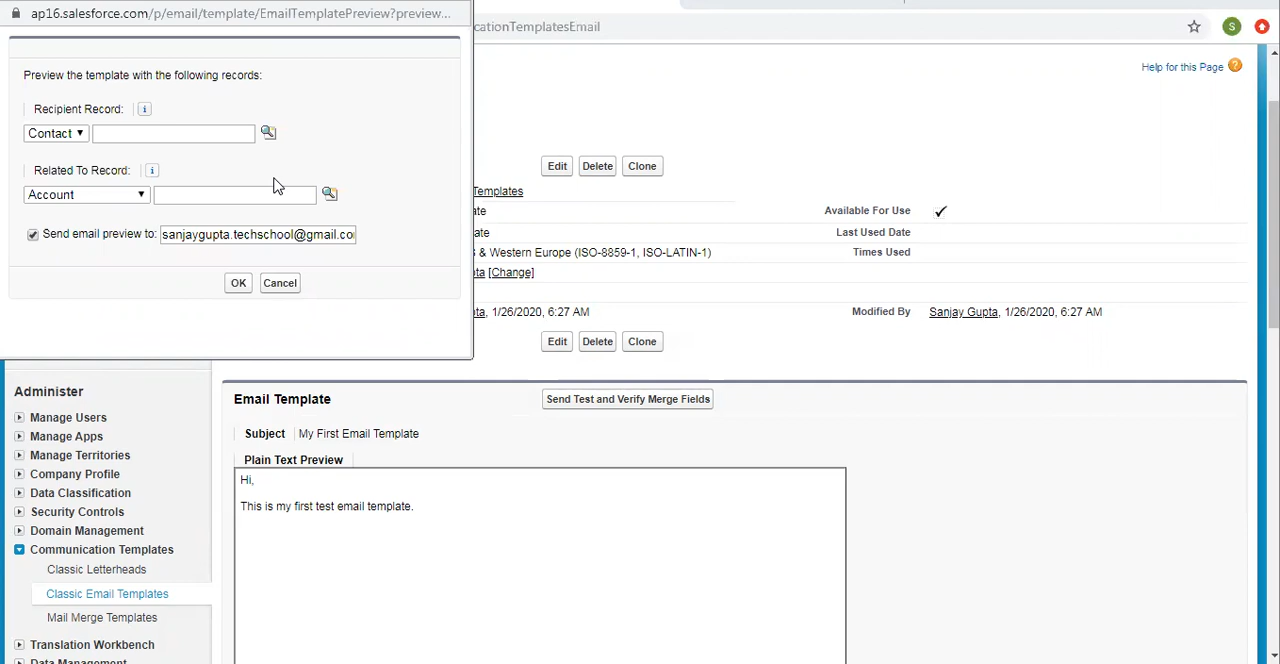 ap16.salesforce.com/p/email/template/EmailTemplatePreview?preview...
cationTemplatesEmail
S
Help for this Page ?
Preview the template with the following records:
Recipient Record: i
Contact
Related To Record: i
Account
Send email preview to: sanjaygupta.techschool@gmail.co
OK Cancel
Edit Delete Clone
Templates
ate Available For Use
ate Last Used Date
& Western Europe (ISO-8859-1, ISO-LATIN-1) Times Used
ta [Change]
ta, 1/26/2020, 6:27 AM Modified By Sanjay Gupta, 1/26/2020, 6:27 AM
Edit Delete Clone
Administer
Manage Users
Manage Apps
Manage Territories
Company Profile
Data Classification
Security Controls
Domain Management
Communication Templates
Classic Letterheads
Classic Email Templates
Mail Merge Templates
Translation Workbench
Data Management
Email Template Send Test and Verify Merge Fields
Subject My First Email Template
Plain Text Preview
Hi,
This is my first test email template.